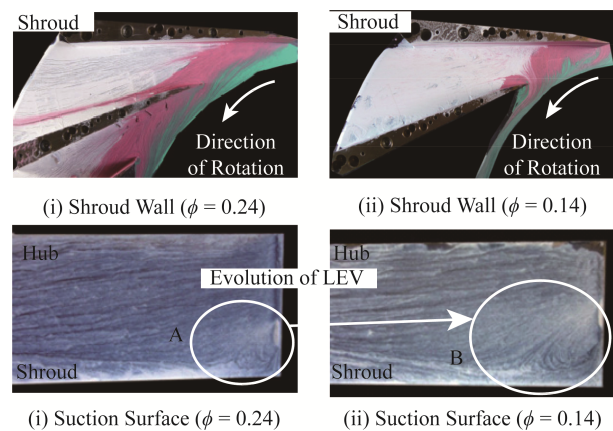 Shroud
Direction
of Rotation
Shroud
Direction
of Rotation
(i) Shroud Wall (ϕ = 0.24)
(ii) Shroud Wall (ϕ = 0.14)
Hub
A
Shroud
Evolution of LEV
Hub
B
Shroud
(i) Suction Surface (ϕ = 0.24)
(ii) Suction Surface (ϕ = 0.14)